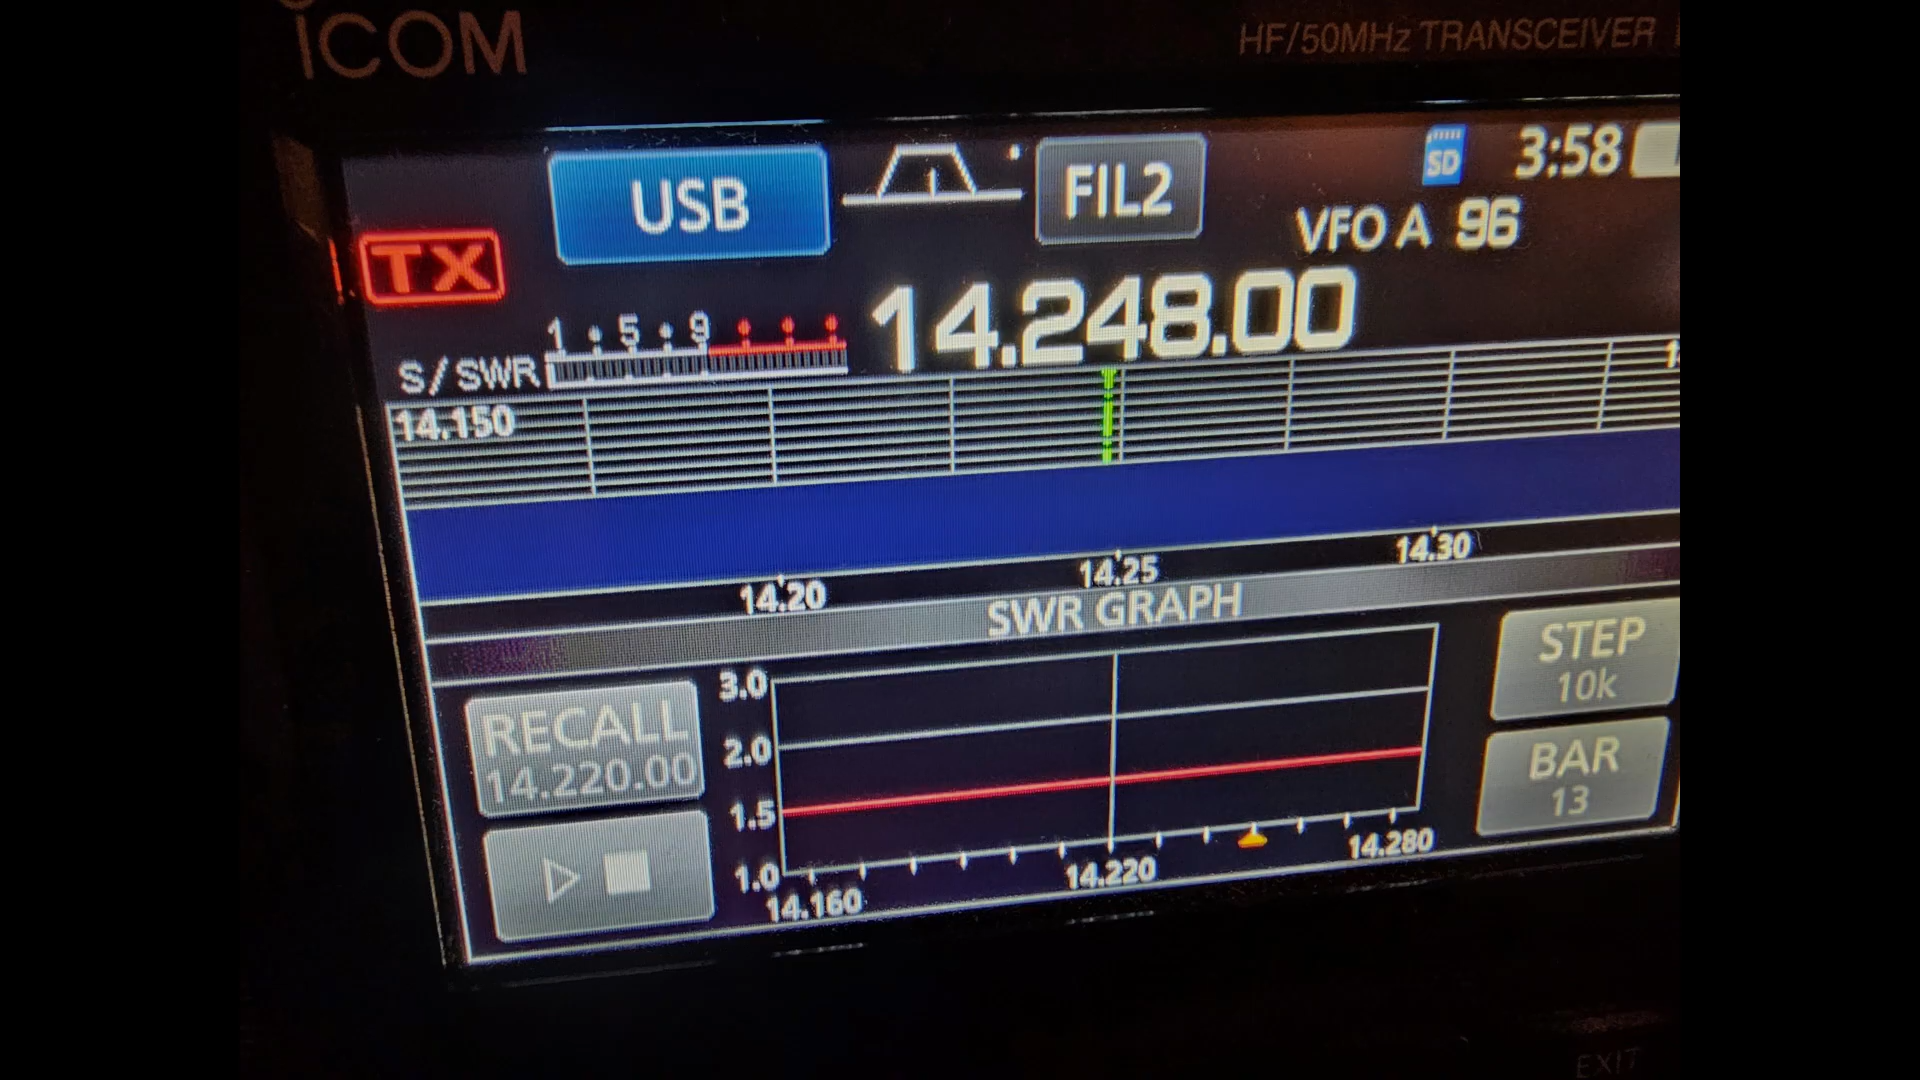 ICOM
HF/50MHz TRANSCEIVER
USB
FIL2
SD
3:58
TX
VFO A 96
14.248.00
1 • 5 • 9
S/SWR
14.150
14.20
14.25
14.30
SWR GRAPH
STEP
10k
RECALL
14.220.00
3.0
2.0
1.5
1.0
BAR
13
14.160
14.220
14.280
EXIT